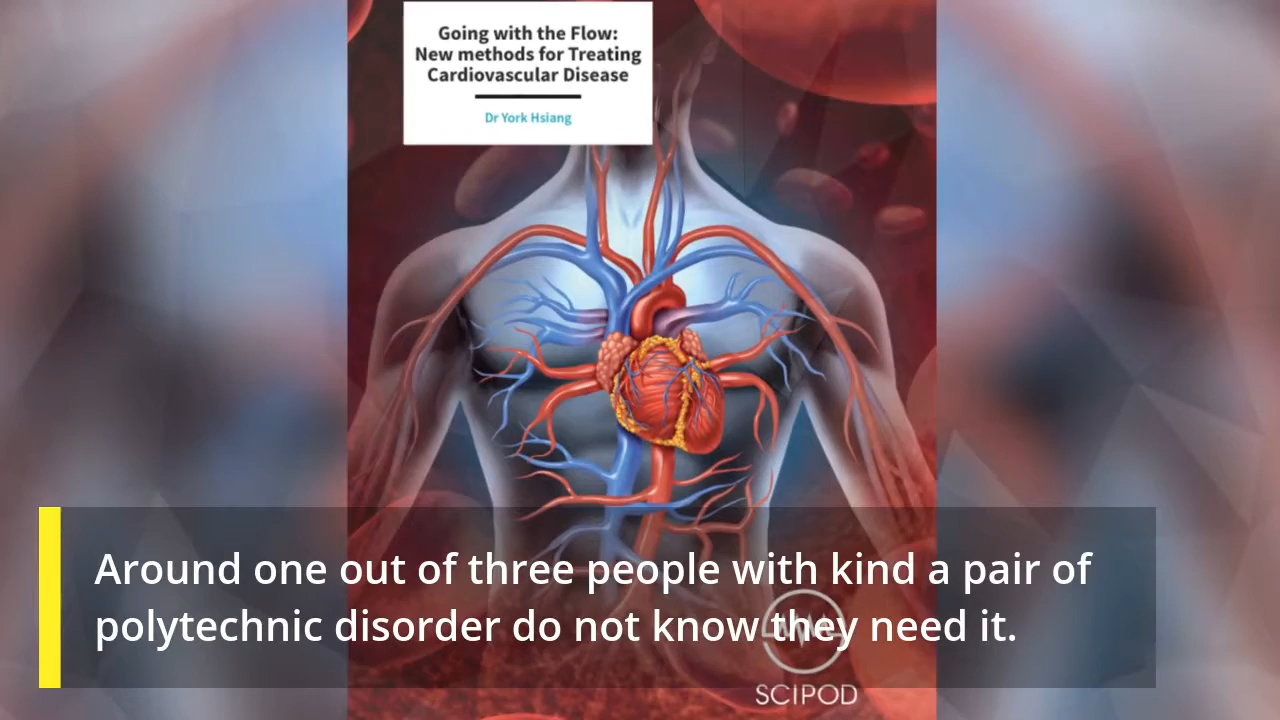 Going with the Flow:
New methods for Treating
Cardiovascular Disease
Dr York Hsiang
Around one out of three people with kind a pair of
polytechnic disorder do not know they need it.
SCIPOD